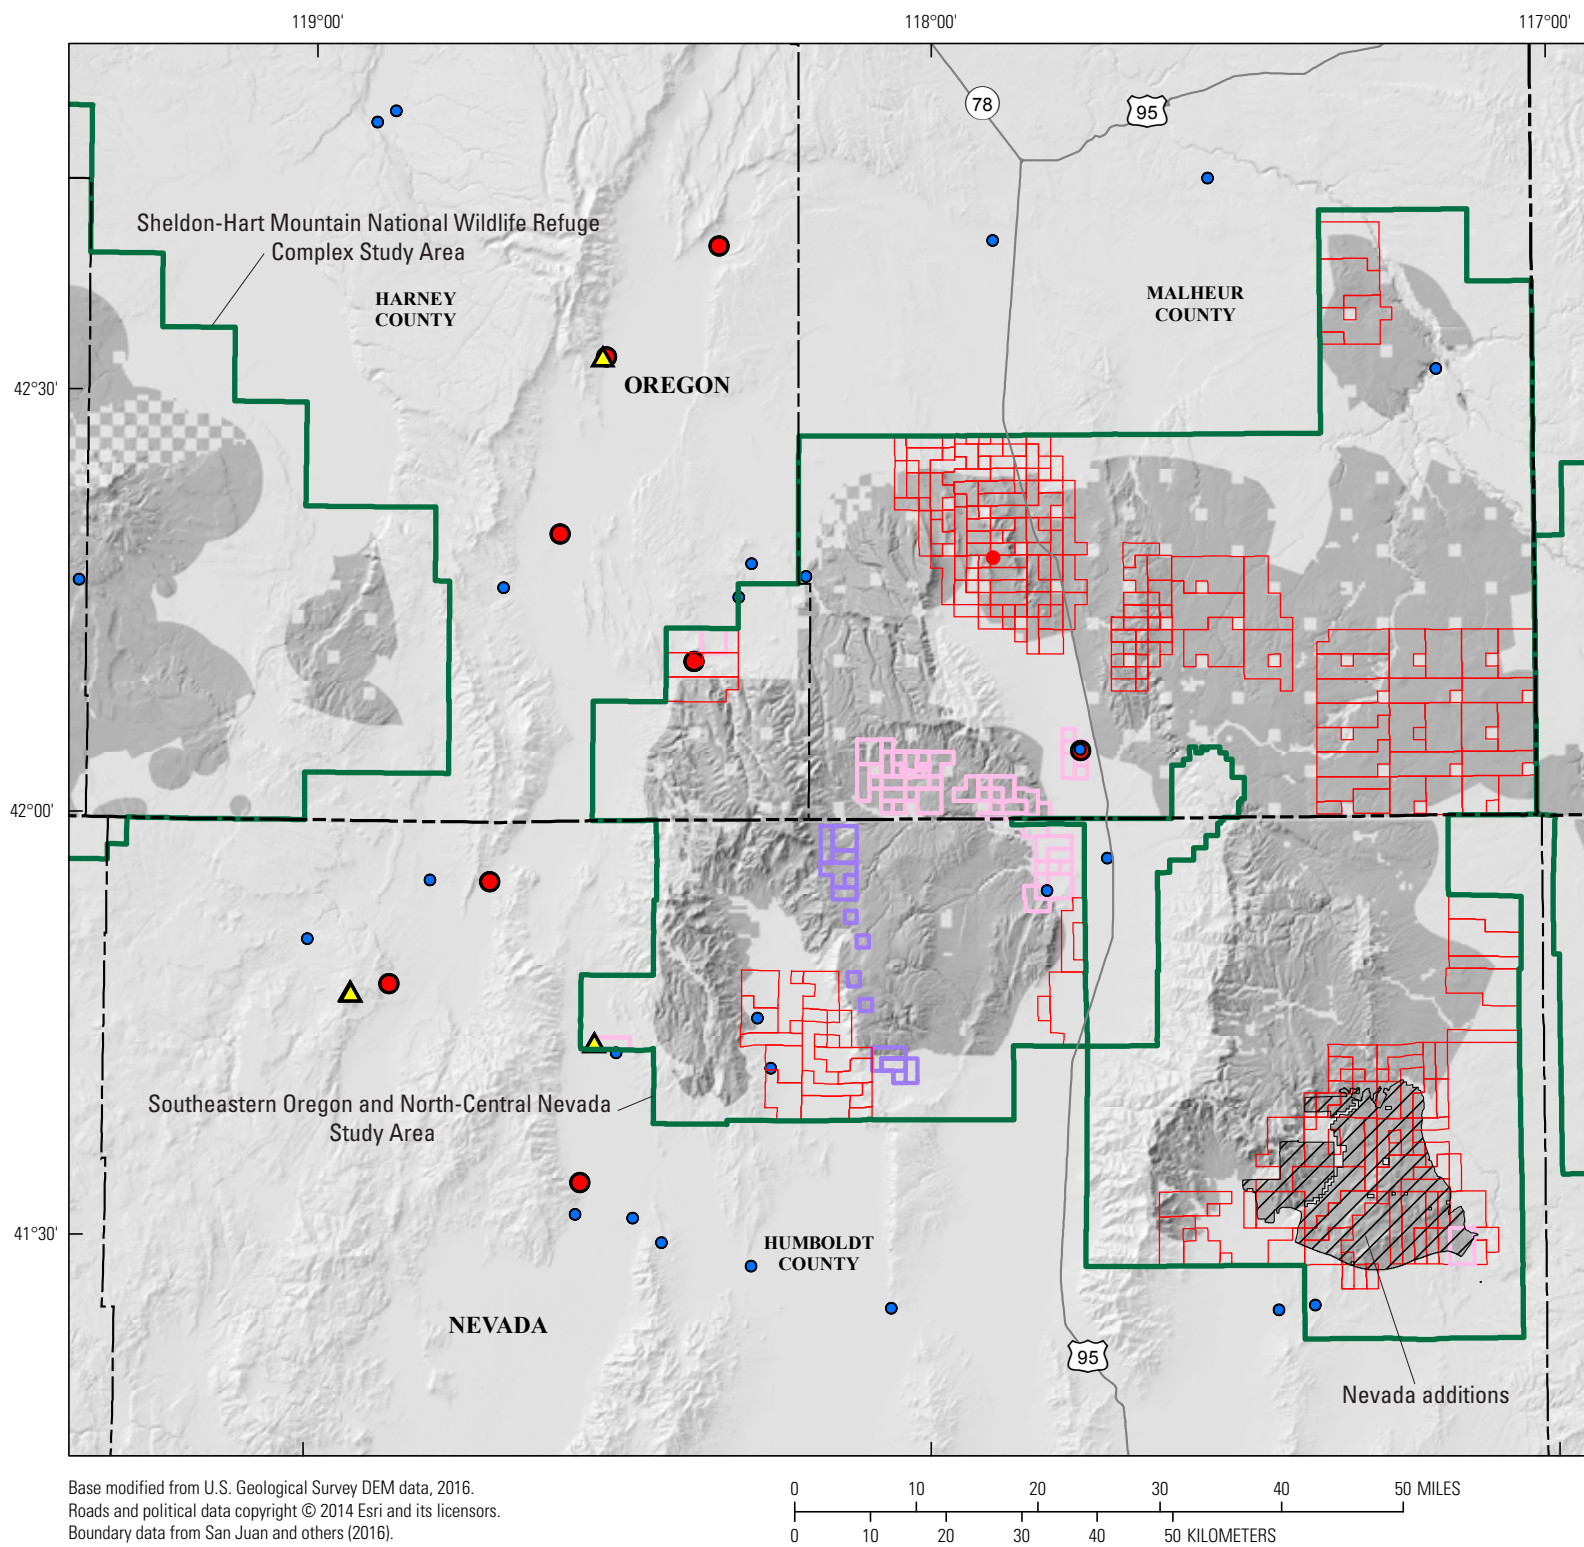 119°00'
118°00'
117°00'
78
95
Sheldon-Hart Mountain National Wildlife Refuge
Complex Study Area
HARNEY
COUNTY
MALHEUR
COUNTY
42°30'
OREGON
42°00'
Southeastern Oregon and North-Central Nevada
Study Area
41°30'
HUMBOLDT
COUNTY
NEVADA
95
Nevada additions
Base modified from U.S. Geological Survey DEM data, 2016.
Roads and political data copyright © 2014 Esri and its licensors.
Boundary data from San Juan and others (2016).
0 10 20 30 40 50 MILES
0 10 20 30 40 50 KILOMETERS